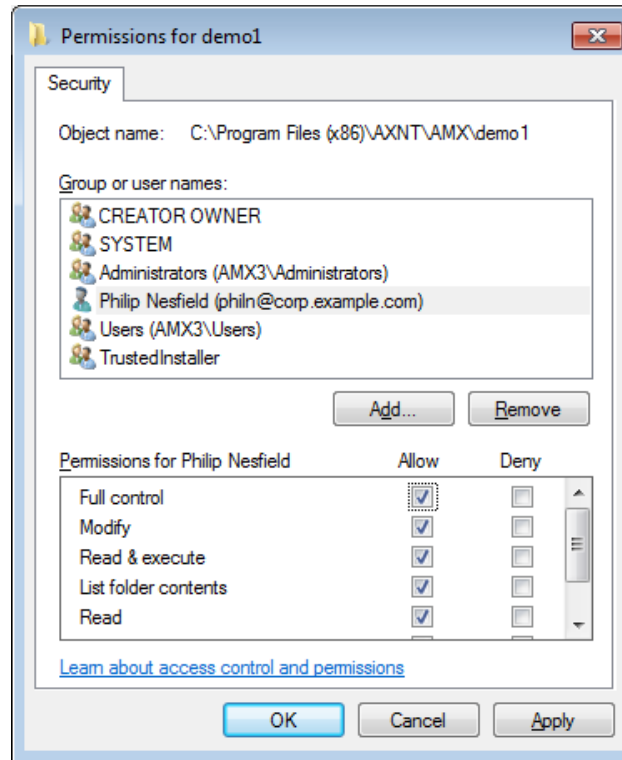 Permissions for demo1
Security
Object name: C:\Program Files (x86)\AXNT\AMX\demo1
Group or user names:
CREATOR OWNER
SYSTEM
Administrators (AMX3\Administrators)
Philip Nesfield (philn@corp.example.com)
Users (AMX3\Users)
TrustedInstaller
Add... Remove
Permissions for Philip Nesfield Allow Deny
Full control
Modify
Read & execute
List folder contents
Read
Learn about access control and permissions
OK Cancel Apply